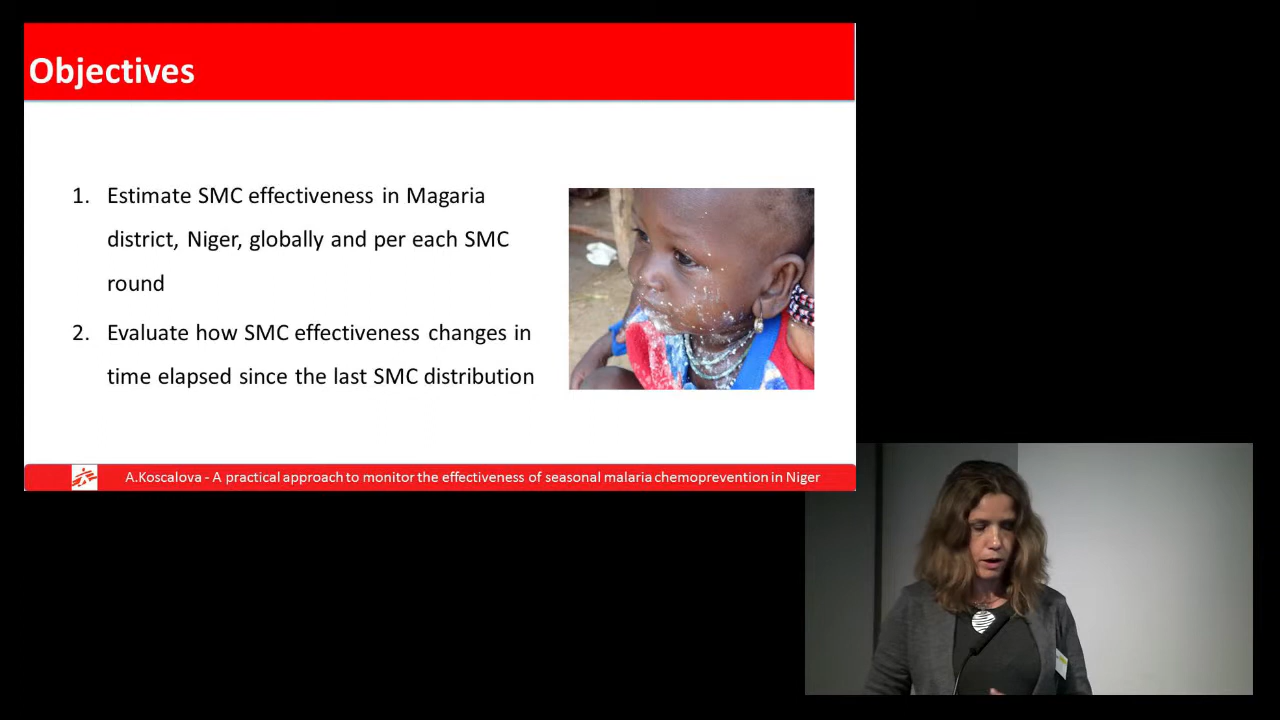 Objectives
1. Estimate SMC effectiveness in Magaria
district, Niger, globally and per each SMC
round
2. Evaluate how SMC effectiveness changes in
time elapsed since the last SMC distribution
A.Koscalova - A practical approach to monitor the effectiveness of seasonal malaria chemoprevention in Niger